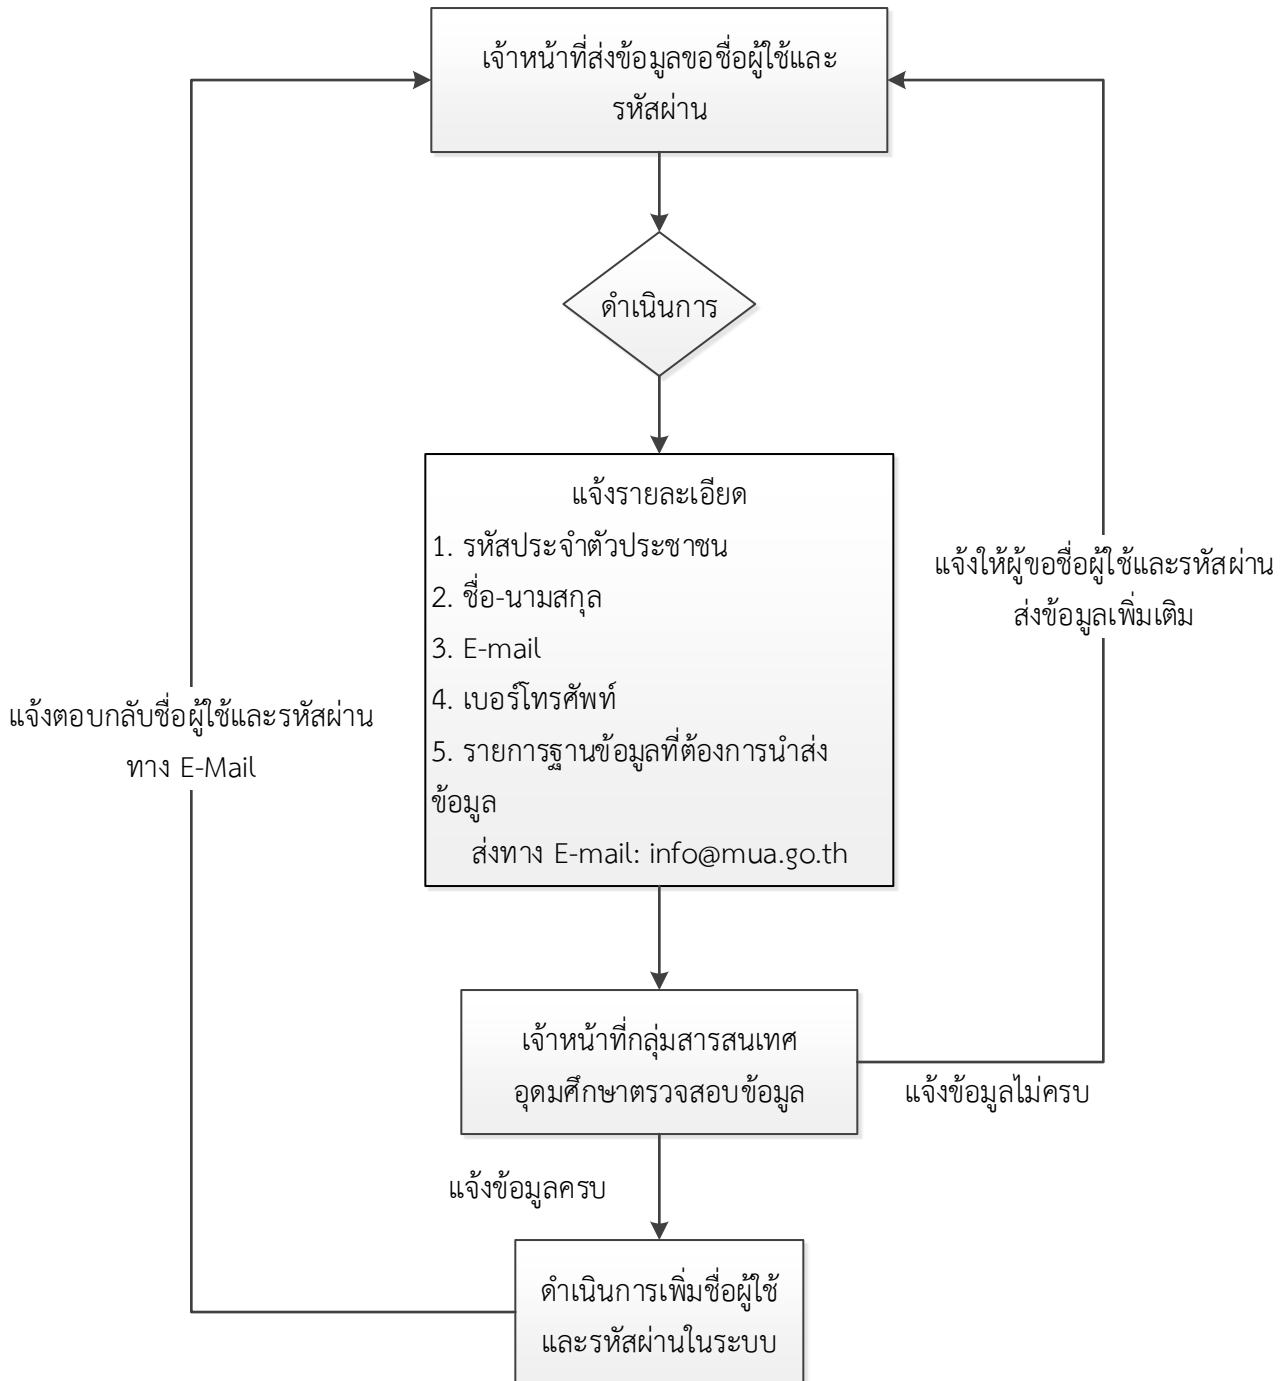 เจ้าหน้าที่ส่งข้อมูลขอชื่อผู้ใช้และ
รหัสผ่าน
ดำเนินการ
แจ้งรายละเอียด
1. รหัสประจำตัวประชาชน
2. ชื่อ-นามสกุล
3. E-mail
4. เบอร์โทรศัพท์
5. รายการฐานข้อมูลที่ต้องการนำส่ง
ข้อมูล
ส่งทาง E-mail: info@mua.go.th
แจ้งให้ผู้ขอชื่อผู้ใช้และรหัสผ่าน
ส่งข้อมูลเพิ่มเติม
แจ้งตอบกลับชื่อผู้ใช้และรหัสผ่าน
ทาง E-Mail
เจ้าหน้าที่กลุ่มสารสนเทศ
อุดมศึกษาตรวจสอบข้อมูล
แจ้งข้อมูลไม่ครบ
แจ้งข้อมูลครบ
ดำเนินการเพิ่มชื่อผู้ใช้
และรหัสผ่านในระบบ